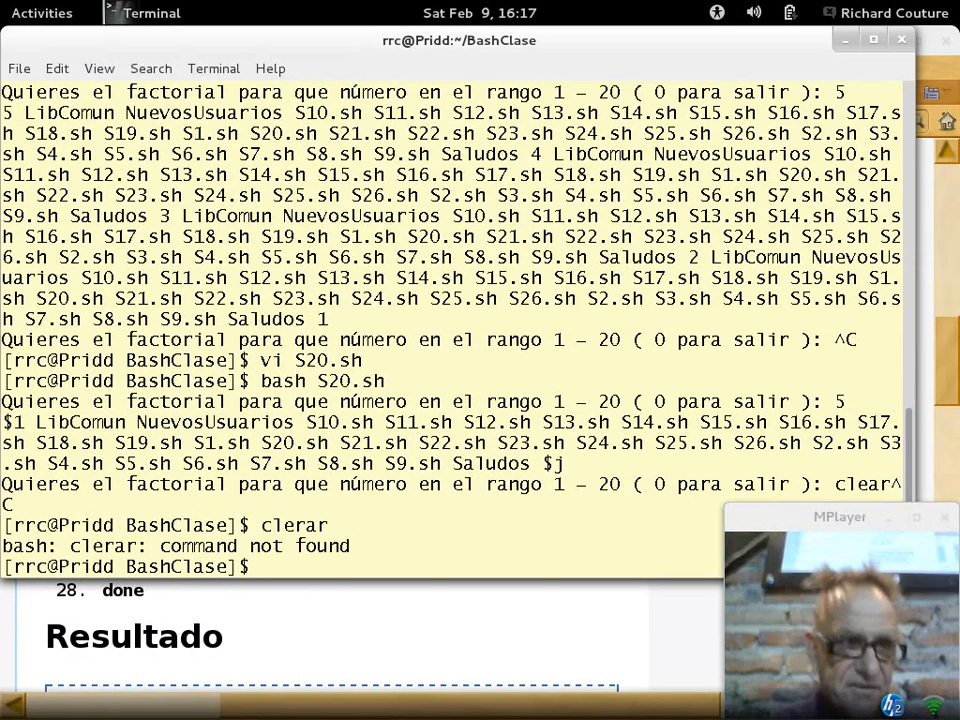 Activities
Terminal
Sat Feb 9, 16:17
Richard Couture
rrc@Pridd:~/BashClase
File Edit View Search Terminal Help
Quieres el factorial para que número en el rango 1 – 20 ( 0 para salir ): 5
5 LibComun NuevosUsuarios S10.sh S11.sh S12.sh S13.sh S14.sh S15.sh S16.sh S17.s
h S18.sh S19.sh S1.sh S20.sh S21.sh S22.sh S23.sh S24.sh S25.sh S26.sh S2.sh S3.
sh S4.sh S5.sh S6.sh S7.sh S8.sh S9.sh Saludos 4 LibComun NuevosUsuarios S10.sh
S11.sh S12.sh S13.sh S14.sh S15.sh S16.sh S17.sh S18.sh S19.sh S1.sh S20.sh S21.
sh S22.sh S23.sh S24.sh S25.sh S26.sh S2.sh S3.sh S4.sh S5.sh S6.sh S7.sh S8.sh
S9.sh Saludos 3 LibComun NuevosUsuarios S10.sh S11.sh S12.sh S13.sh S14.sh S15.s
h S16.sh S17.sh S18.sh S19.sh S1.sh S20.sh S21.sh S22.sh S23.sh S24.sh S25.sh S2
6.sh S2.sh S3.sh S4.sh S5.sh S6.sh S7.sh S8.sh S9.sh Saludos 2 LibComun NuevosUs
uarios S10.sh S11.sh S12.sh S13.sh S14.sh S15.sh S16.sh S17.sh S18.sh S19.sh S1.
sh S20.sh S21.sh S22.sh S23.sh S24.sh S25.sh S26.sh S2.sh S3.sh S4.sh S5.sh S6.s
h S7.sh S8.sh S9.sh Saludos 1
Quieres el factorial para que número en el rango 1 – 20 ( 0 para salir ): ^C
[rrc@Pridd BashClase]$ vi S20.sh
[rrc@Pridd BashClase]$ bash S20.sh
Quieres el factorial para que número en el rango 1 – 20 ( 0 para salir ): 5
$1 LibComun NuevosUsuarios S10.sh S11.sh S12.sh S13.sh S14.sh S15.sh S16.sh S17.
sh S18.sh S19.sh S1.sh S20.sh S21.sh S22.sh S23.sh S24.sh S25.sh S26.sh S2.sh S3
.sh S4.sh S5.sh S6.sh S7.sh S8.sh S9.sh Saludos $j
Quieres el factorial para que número en el rango 1 – 20 ( 0 para salir ): clear^
C
[rrc@Pridd BashClase]$ clerar
bash: clerar: command not found
[rrc@Pridd BashClase]$
MPlayer
28. done
Resultado